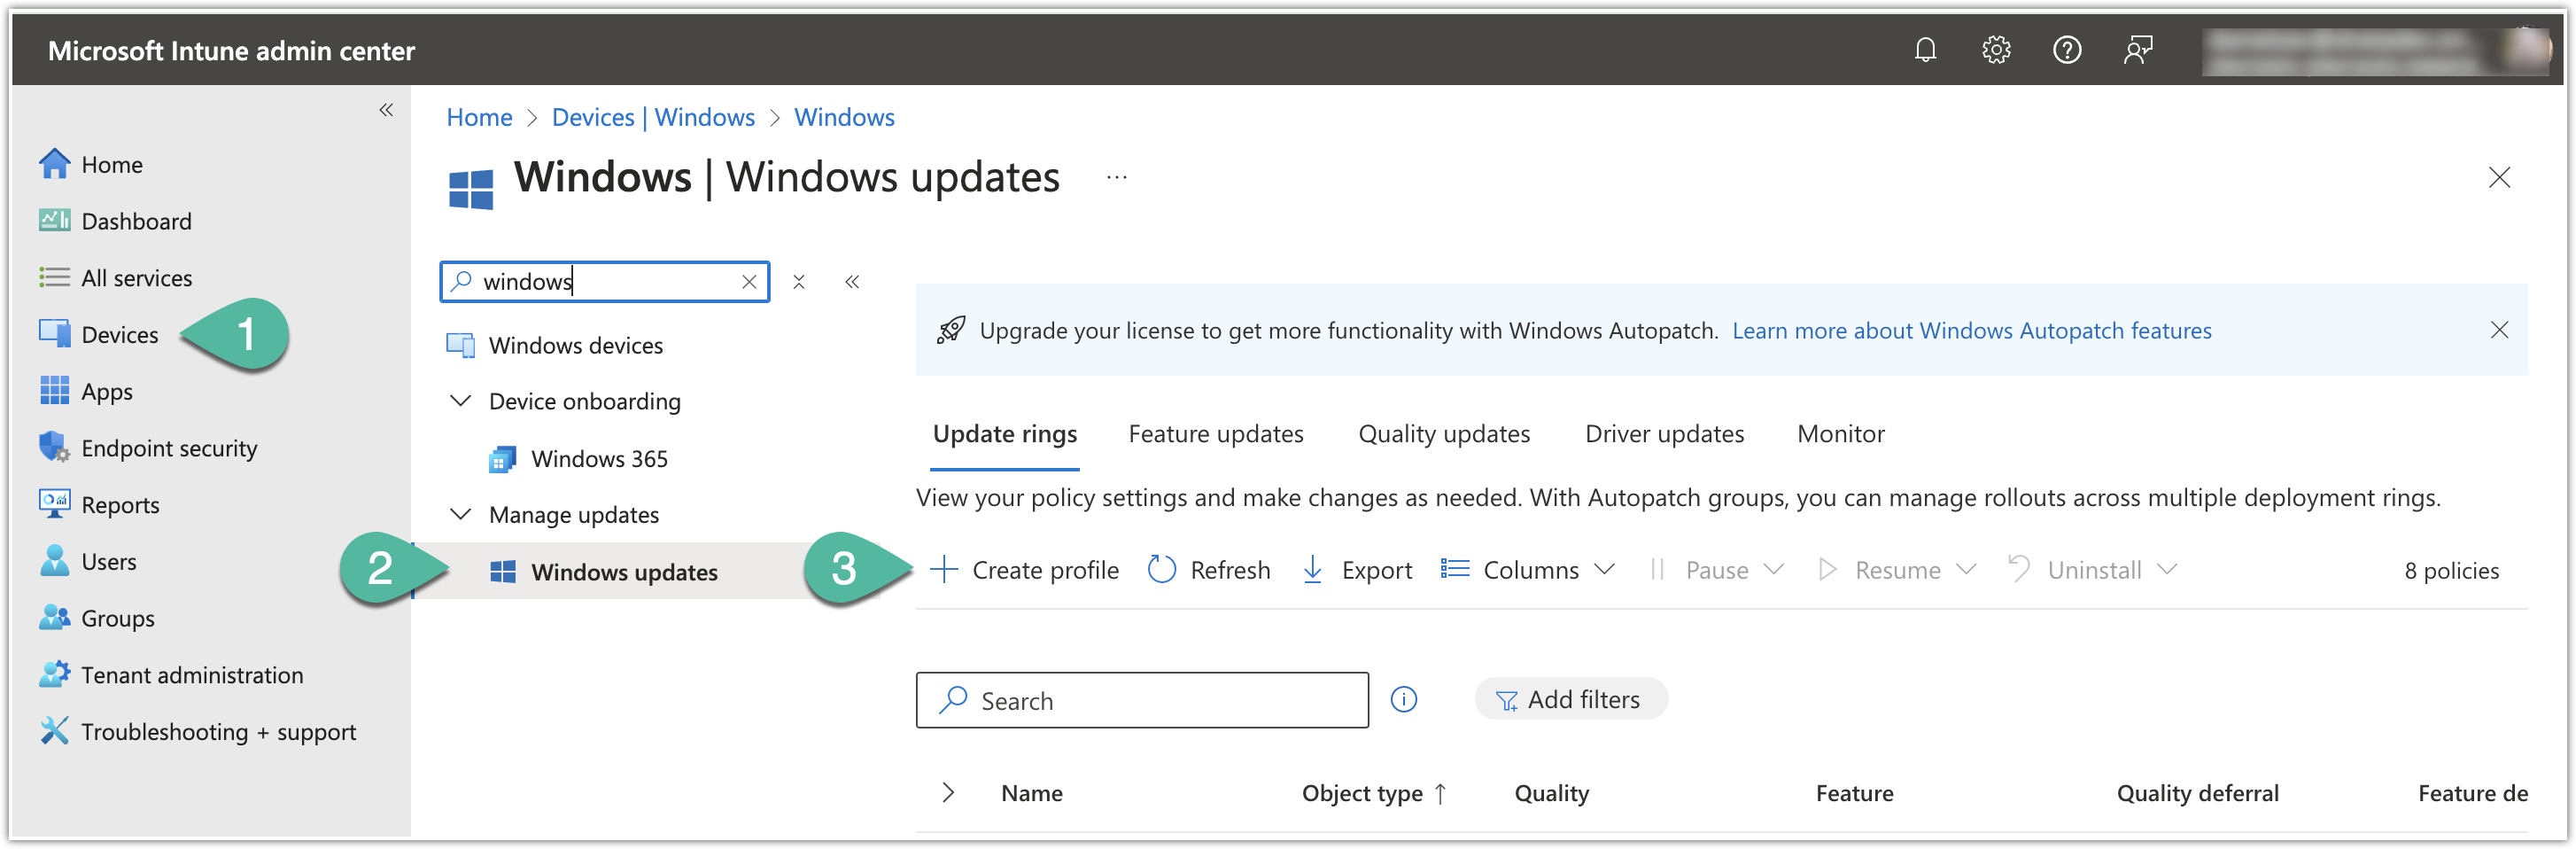 Microsoft Intune admin center
Home
Dashboard
All services
Devices
1
Apps
Endpoint security
Reports
Users
Groups
Tenant administration
Troubleshooting + support
Home > Devices | Windows > Windows
Windows | Windows updates
windows
Windows devices
Device onboarding
Windows 365
Manage updates
2
Windows updates
Upgrade your license to get more functionality with Windows Autopatch. Learn more about Windows Autopatch features
Update rings Feature updates Quality updates Driver updates Monitor
View your policy settings and make changes as needed. With Autopatch groups, you can manage rollouts across multiple deployment rings.
3
Create profile Refresh Export Columns Pause Resume Uninstall 8 policies
Search Add filters
Name Object type ↑ Quality Feature Quality deferral Feature de